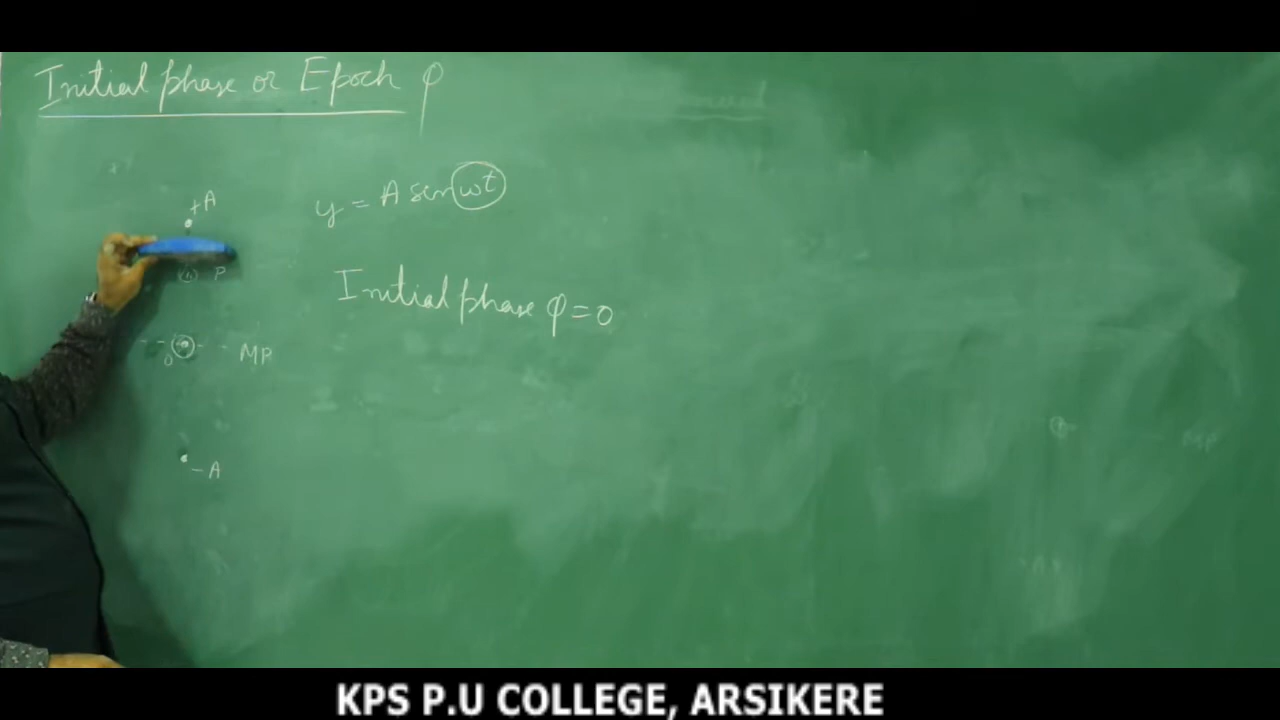 Initial phase or Epoch φ
+A
y = A sin ωt
P
Initial phase φ = 0
O
MP
-A
KPS P.U COLLEGE, ARSIKERE